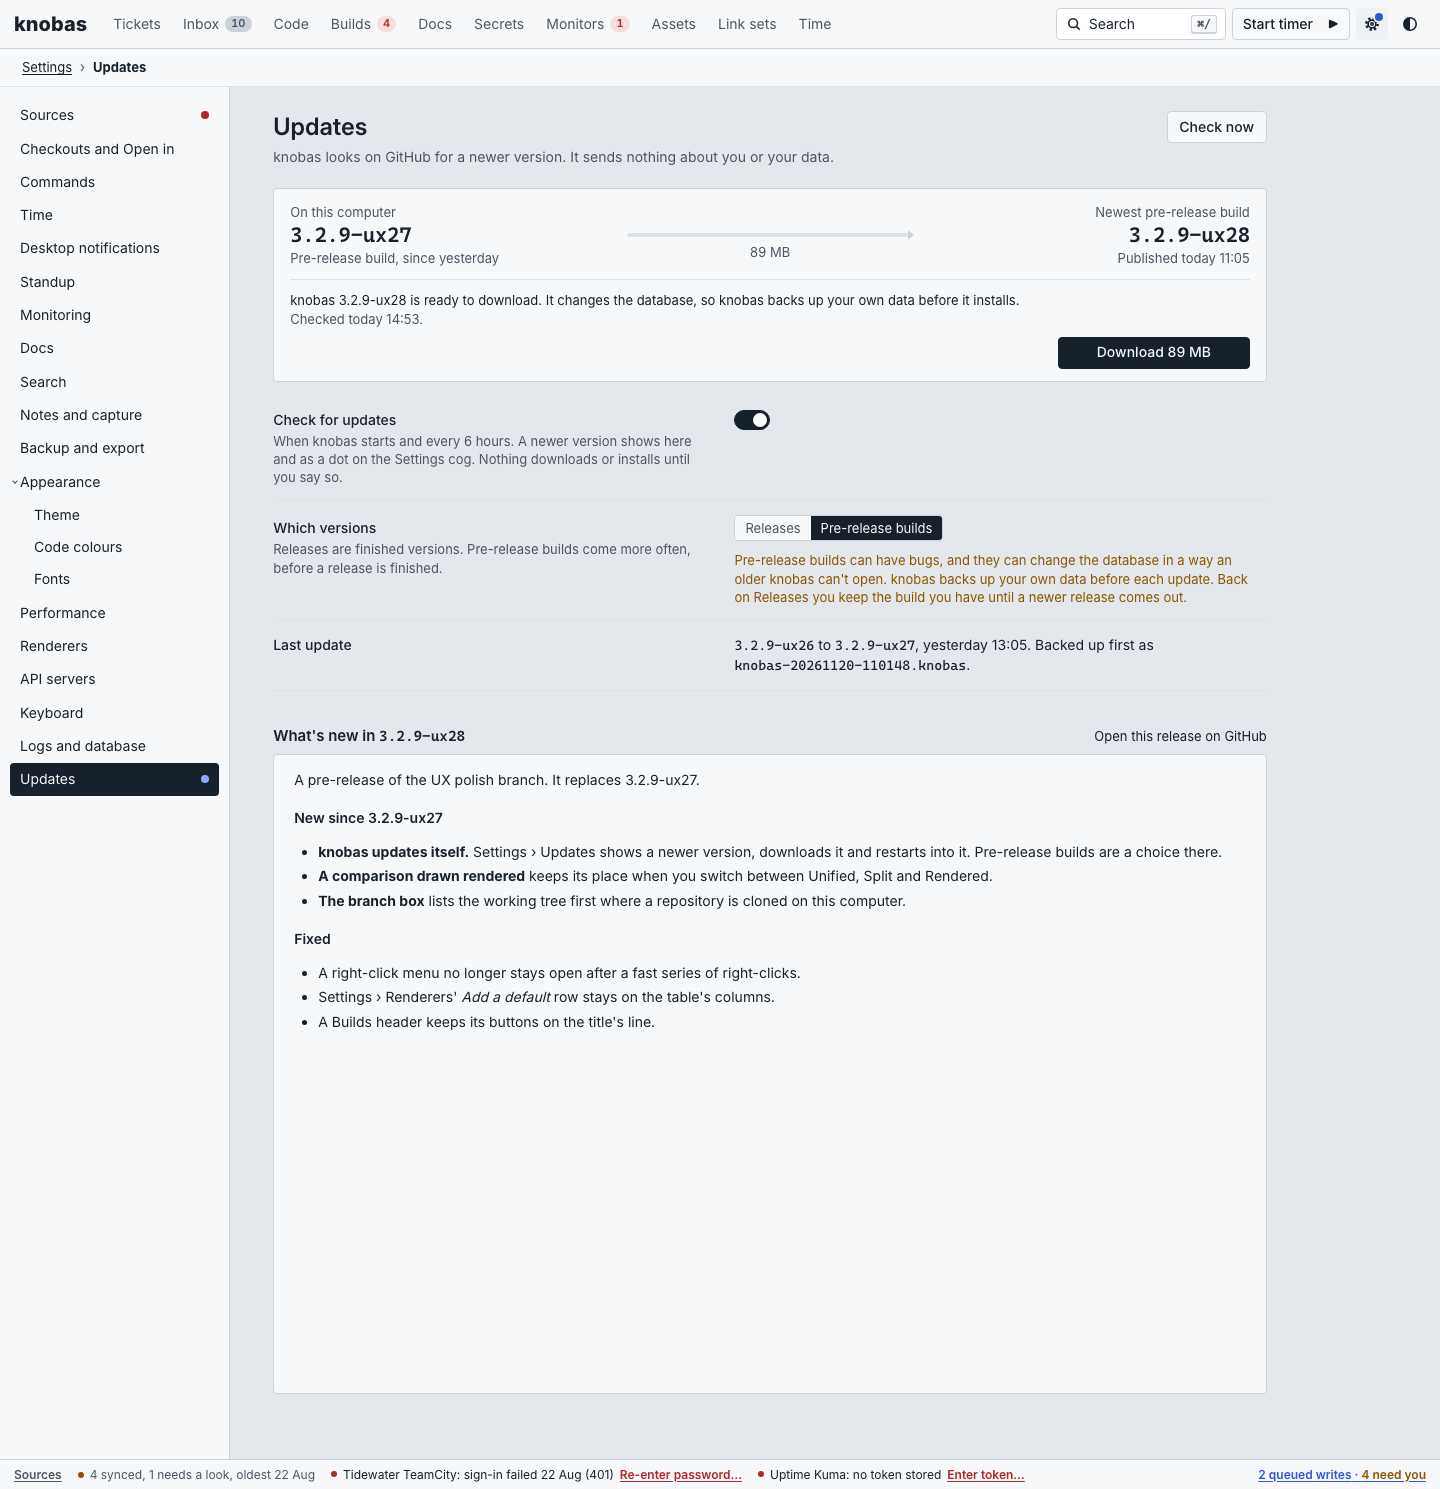 knobas Tickets Inbox 10 Code Builds 4 Docs Secrets Monitors 1 Assets Link sets Time Search ⌘/ Start timer
Settings › Updates
Sources
Checkouts and Open in
Commands
Time
Desktop notifications
Standup
Monitoring
Docs
Search
Notes and capture
Backup and export
Appearance
Theme
Code colours
Fonts
Performance
Renderers
API servers
Keyboard
Logs and database
Updates
Updates
Check now
knobas looks on GitHub for a newer version. It sends nothing about you or your data.
On this computer
3.2.9-ux27
Pre-release build, since yesterday
89 MB
Newest pre-release build
3.2.9-ux28
Published today 11:05
knobas 3.2.9-ux28 is ready to download. It changes the database, so knobas backs up your own data before it installs.
Checked today 14:53.
Download 89 MB
Check for updates
When knobas starts and every 6 hours. A newer version shows here
and as a dot on the Settings cog. Nothing downloads or installs until
you say so.
Which versions
Releases are finished versions. Pre-release builds come more often,
before a release is finished.
Releases Pre-release builds
Pre-release builds can have bugs, and they can change the database in a way an
older knobas can't open. knobas backs up your own data before each update. Back
on Releases you keep the build you have until a newer release comes out.
Last update
3.2.9-ux26 to 3.2.9-ux27, yesterday 13:05. Backed up first as
knobas-20261120-110148.knobas.
What's new in 3.2.9-ux28
Open this release on GitHub
A pre-release of the UX polish branch. It replaces 3.2.9-ux27.
New since 3.2.9-ux27
• knobas updates itself. Settings › Updates shows a newer version, downloads it and restarts into it. Pre-release builds are a choice there.
• A comparison drawn rendered keeps its place when you switch between Unified, Split and Rendered.
• The branch box lists the working tree first where a repository is cloned on this computer.
Fixed
• A right-click menu no longer stays open after a fast series of right-clicks.
• Settings › Renderers' Add a default row stays on the table's columns.
• A Builds header keeps its buttons on the title's line.
Sources 4 synced, 1 needs a look, oldest 22 Aug Tidewater TeamCity: sign-in failed 22 Aug (401) Re-enter password... Uptime Kuma: no token stored Enter token... 2 queued writes · 4 need you